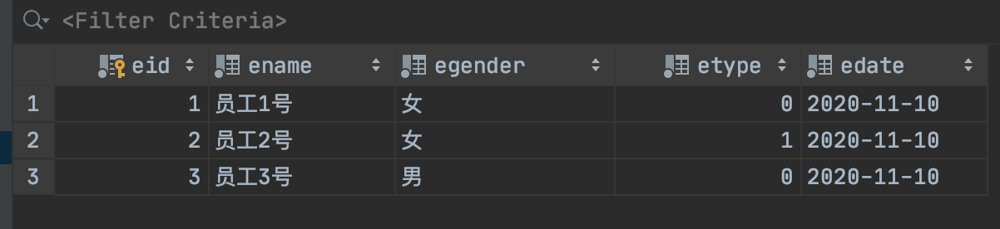 <Filter Criteria>
eid ename egender etype edate
1 1 员工1号 女 0 2020-11-10
2 2 员工2号 女 1 2020-11-10
3 3 员工3号 男 0 2020-11-10